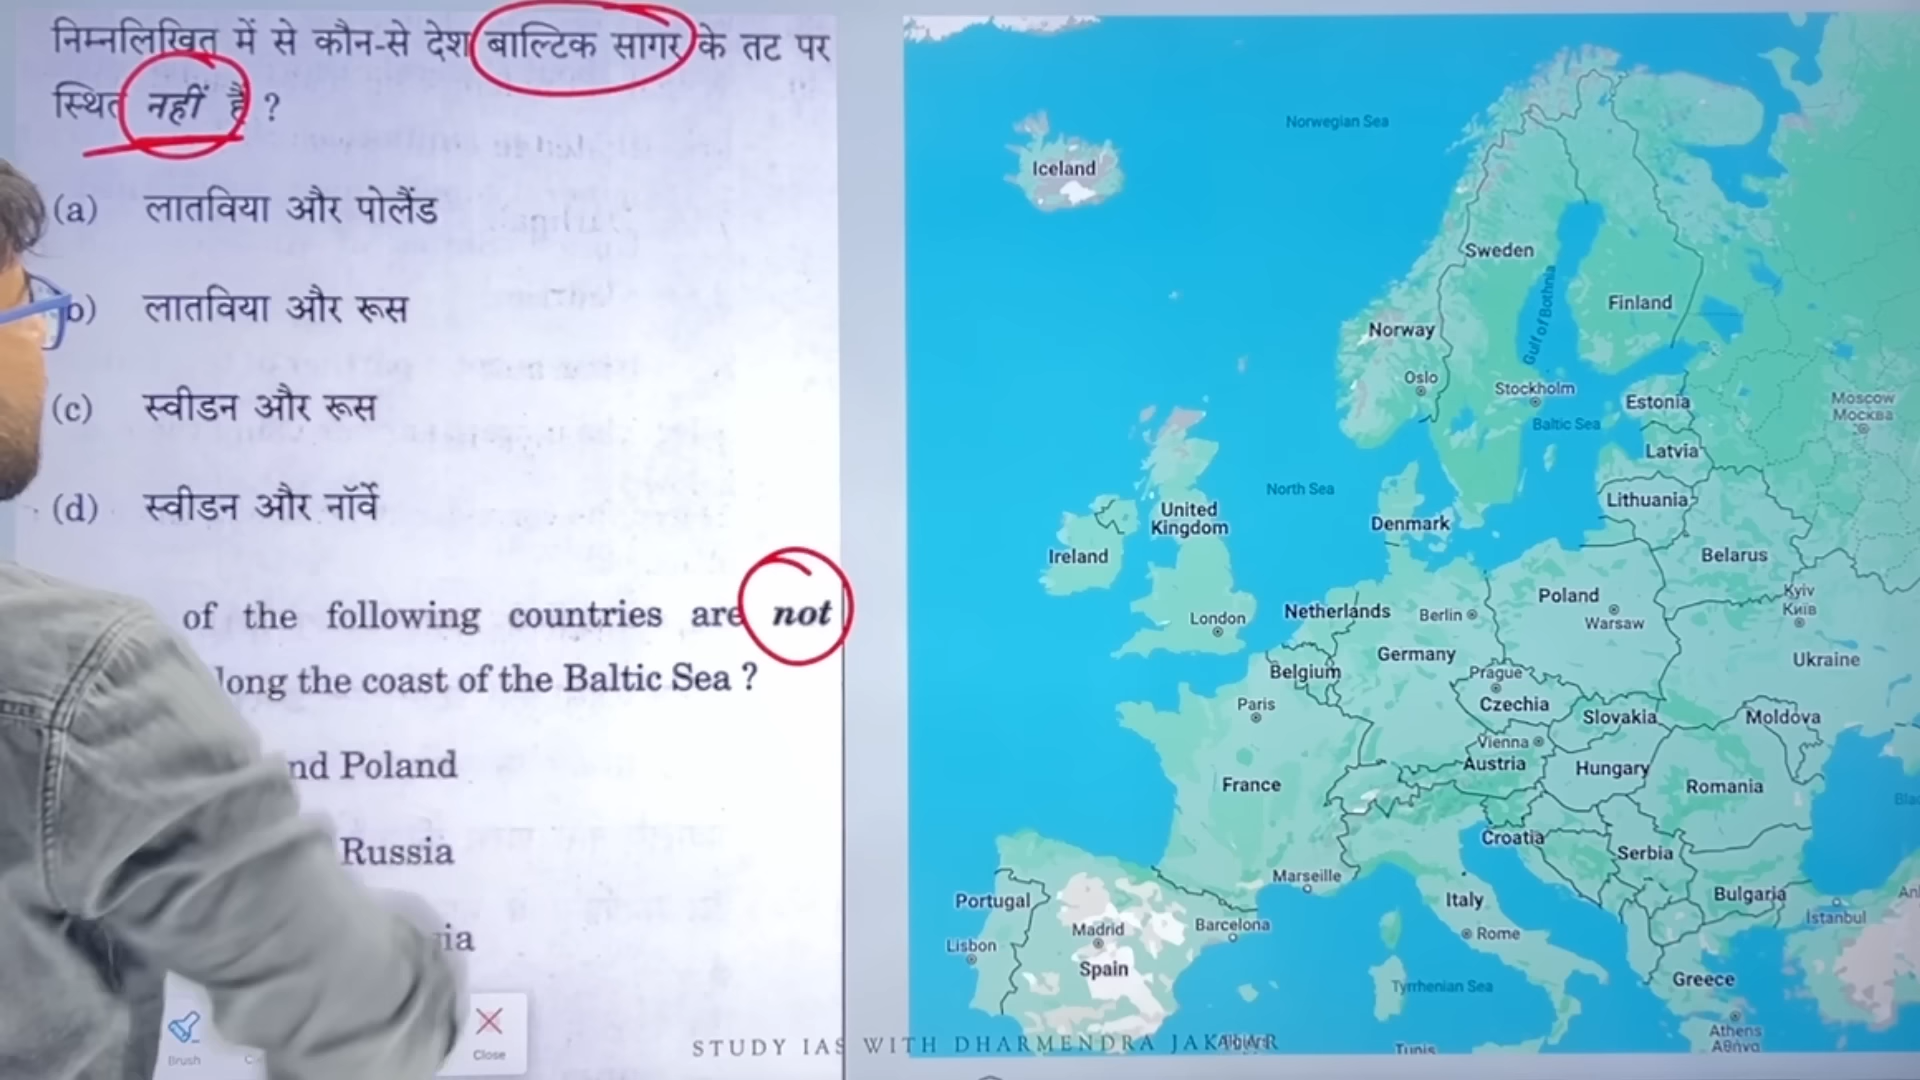 निम्नलिखित में से कौन-से देश बाल्टिक सागर के तट पर
स्थित नहीं हैं ?
(a) लातविया और पोलैंड
b) लातविया और रूस
(c) स्वीडन और रूस
(d) स्वीडन और नॉर्वे
of the following countries are not
long the coast of the Baltic Sea ?
nd Poland
Russia
ia
Brush
Close
STUDY IAS WITH DHARMENDRA JAKHAR
Norwegian Sea
Iceland
Sweden
Gulf of Bothnia
Finland
Norway
Oslo
Stockholm
Estonia
Moscow
Москва
Baltic Sea
Latvia
North Sea
Lithuania
United
Kingdom
Denmark
Ireland
Belarus
Poland
Kyiv
Київ
Netherlands
Berlin
Warsaw
London
Germany
Ukraine
Belgium
Prague
Paris
Czechia
Slovakia
Moldova
Vienna
Austria
Hungary
France
Romania
Croatia
Serbia
Marseille
Portugal
Italy
Bulgaria
Istanbul
Barcelona
Madrid
Rome
Lisbon
Spain
Greece
Tyrrhenian Sea
Athens
Αθήνα
Tunis